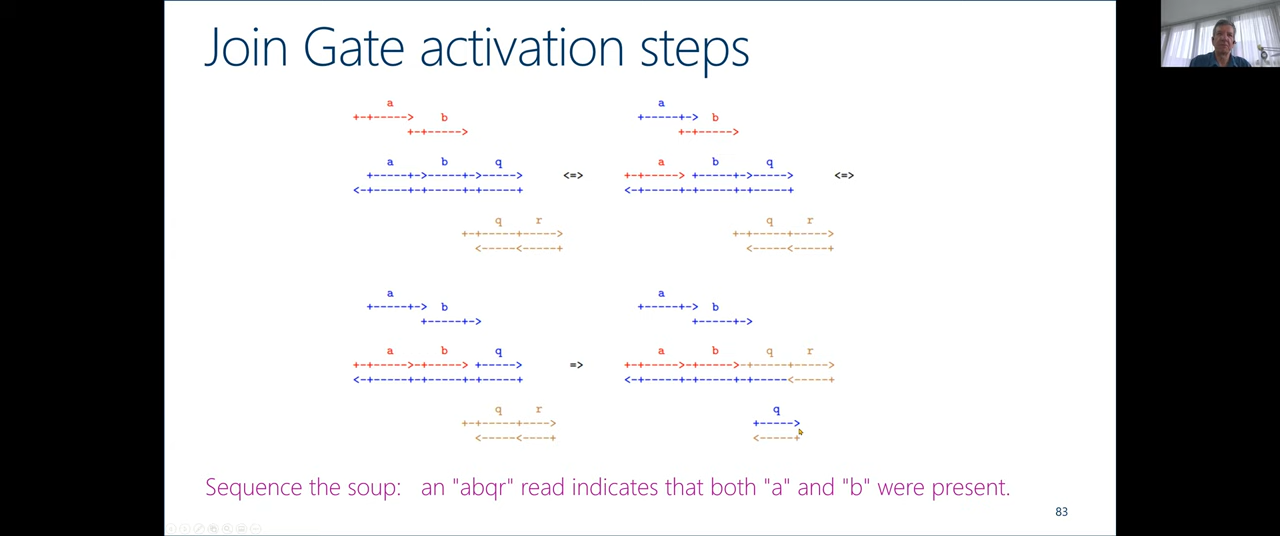 Join Gate activation steps
a a
+-+-----> b +-----+-> b
+-+-----> +-+----->
a b q a b q
+-----+->-----+->-----> <=> +-+-----> +-----+->-----> <=>
<-+-----+-+-----+-+-----+ <-+-----+-+-----+-+-----+
q r q r
+-+-----+-----> +-+-----+----->
<-----<-----+ <-----<-----+
a a
+-----+-> b +-----+-> b
+-----+-> +-----+->
a b q a b q r
+-+-----+-+-----> +-----> => +-+-----+-+----->-+-----+----->
<-+-----+-+-----+-+-----+ <-+-----+-+-----+-+-----<-----+
q r q
+-+-----+----> +----->
<-----<----+ <-----+
Sequence the soup: an "abqr" read indicates that both "a" and "b" were present.
83